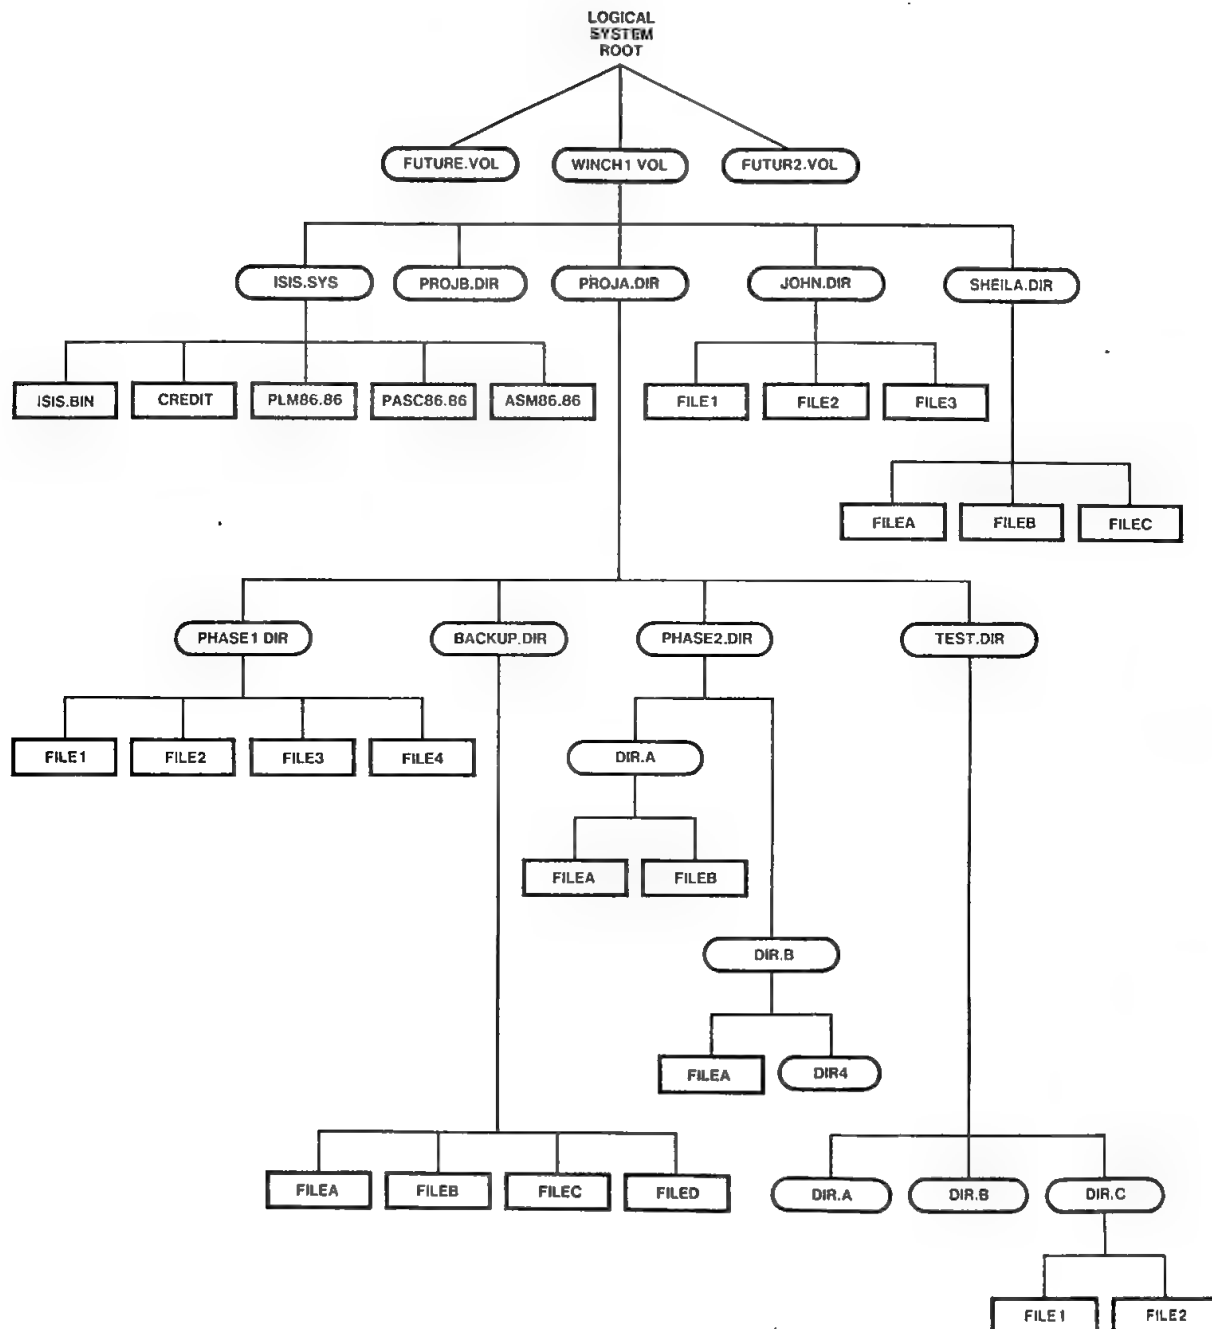 LOGICAL
SYSTEM
ROOT
FUTURE.VOL
WINCH1 VOL
FUTUR2.VOL
ISIS.SYS
PROJB.DIR
PROJA.DIR
JOHN.DIR
SHEILA.DIR
ISIS.BIN
CREDIT
PLM86.86
PASC86.86
ASM86.86
FILE1
FILE2
FILE3
FILEA
FILEB
FILEC
PHASE1 DIR
BACKUP.DIR
PHASE2.DIR
TEST.DIR
FILE1
FILE2
FILE3
FILE4
DIR.A
FILEA
FILEB
DIR.B
FILEA
DIR4
FILEA
FILEB
FILEC
FILED
DIR.A
DIR.B
DIR.C
FILE1
FILE2